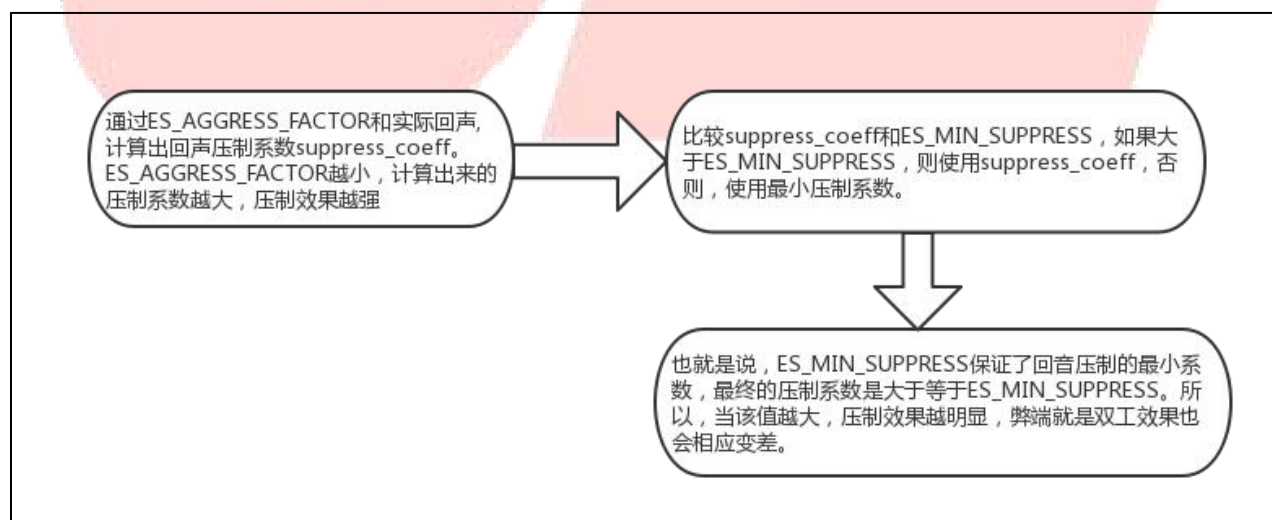 通过ES_AGGRESS_FACTOR和实际回声,
计算出回声压制系数suppress_coeff。
ES_AGGRESS_FACTOR越小，计算出来的
压制系数越大，压制效果越强
比较suppress_coeff和ES_MIN_SUPPRESS，如果大
于ES_MIN_SUPPRESS，则使用suppress_coeff，否
则，使用最小压制系数。
也就是说，ES_MIN_SUPPRESS保证了回音压制的最小系
数，最终的压制系数是大于等于ES_MIN_SUPPRESS。所
以，当该值越大，压制效果越明显，弊端就是双工效果也
会相应变差。